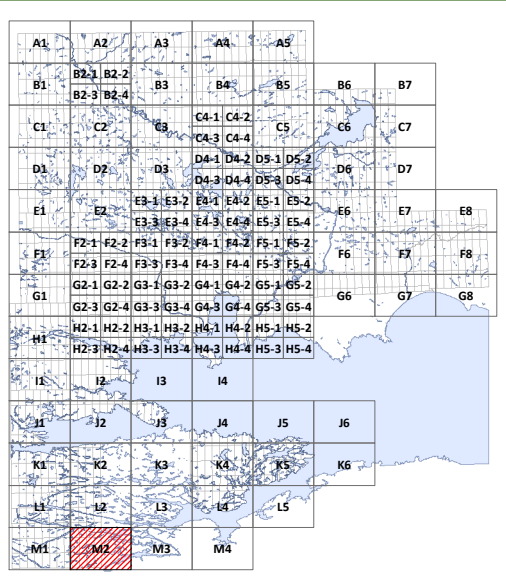 A1 A2 A3 A4 A5
B2-1 B2-2
B1 B3 B4 B5 B6 B7
B2-3 B2-4
C4-1 C4-2
C1 C2 C3 C5 C6 C7
C4-3 C4-4
D4-1 D4-2 D5-1 D5-2
D1 D2 D3 D6 D7
D4-3 D4-4 D5-3 D5-4
E3-1 E3-2 E4-1 E4-2 E5-1 E5-2
E1 E2 E6 E7 E8
E3-3 E3-4 E4-3 E4-4 E5-3 E5-4
F2-1 F2-2 F3-1 F3-2 F4-1 F4-2 F5-1 F5-2
F1 F6 F7 F8
F2-3 F2-4 F3-3 F3-4 F4-3 F4-4 F5-3 F5-4
G2-1 G2-2 G3-1 G3-2 G4-1 G4-2 G5-1 G5-2
G1 G6 G7 G8
G2-3 G2-4 G3-3 G3-4 G4-3 G4-4 G5-3 G5-4
H2-1 H2-2 H3-1 H3-2 H4-1 H4-2 H5-1 H5-2
H1
H2-3 H2-4 H3-3 H3-4 H4-3 H4-4 H5-3 H5-4
I1 I2 I3 I4
J1 J2 J3 J4 J5 J6
K1 K2 K3 K4 K5 K6
L1 L2 L3 L4 L5
M1 M2 M3 M4